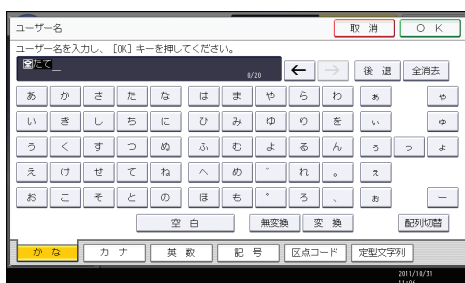 ユーザー名 取 消 O K
ユーザー名を入力し、[OK] キーを押してください。
たて_
0/20 ← → 後 退 全消去
あ か さ た な は ま や ら わ ぁ ゃ
い き し ち に ひ み ゆ り を ぃ ゅ
う く す つ ぬ ふ む よ る ん ぅ っ ょ
え け せ て ね へ め ゛ れ 。 ぇ
お こ そ と の ほ も ゜ ろ 、 ぉ ー
空 白 無変換 変 換 配列切替
か な カ ナ 英 数 記 号 区点コード 定型文字列
2011/10/31